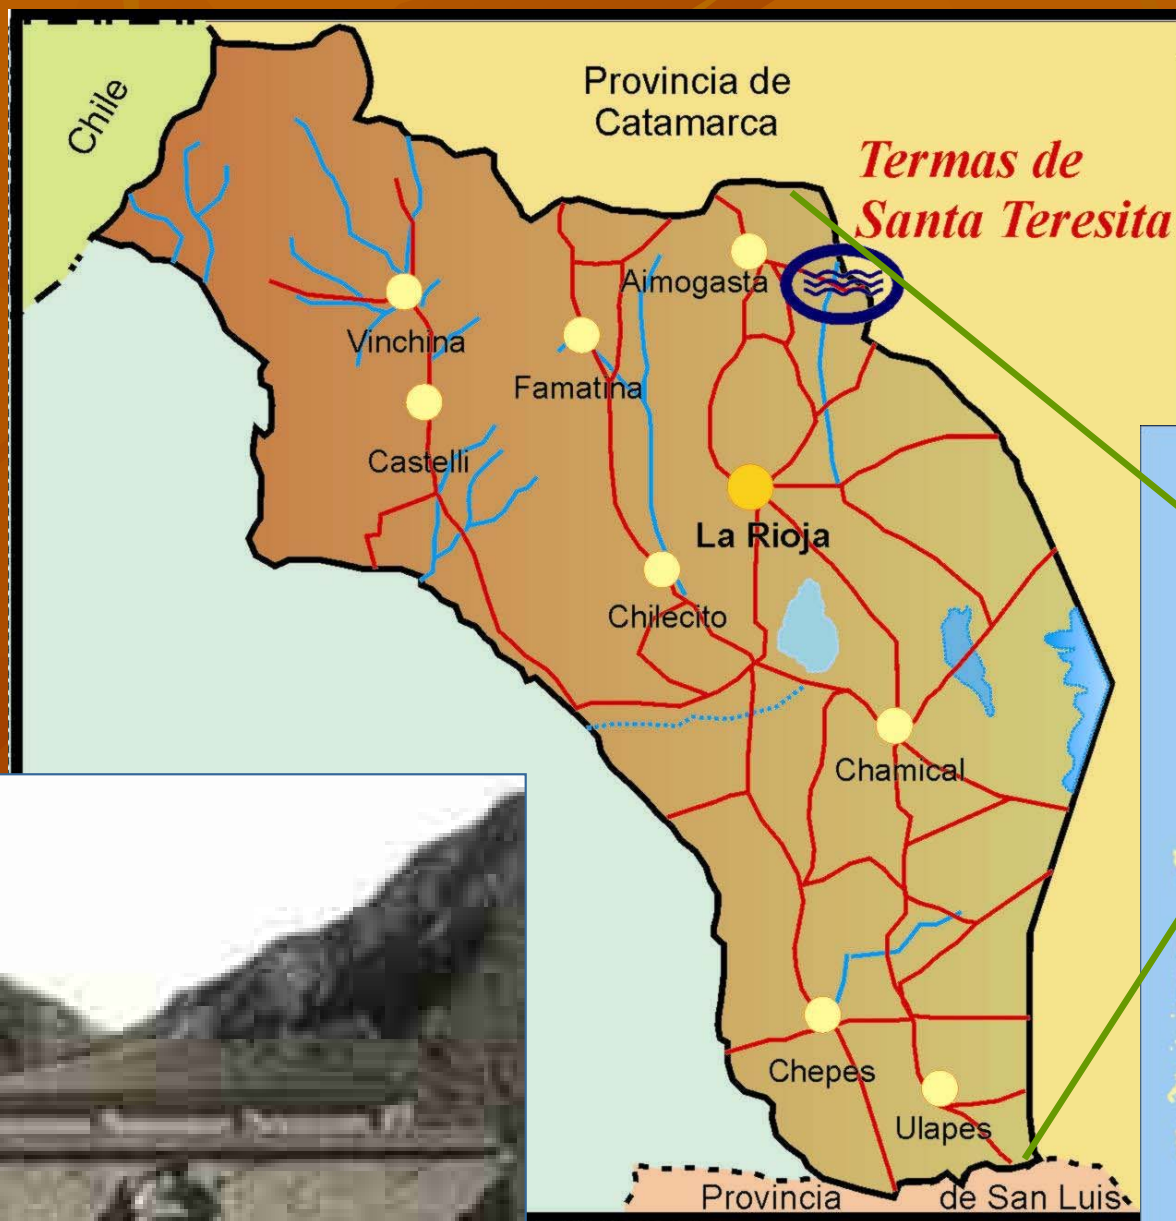 Chile
Provincia de
Catamarca
Termas de
Santa Teresita
Aimogasta
Vinchina
Famatina
Castelli
La Rioja
Chilecito
Chamical
Chepes
Ulapes
Provincia de San Luis